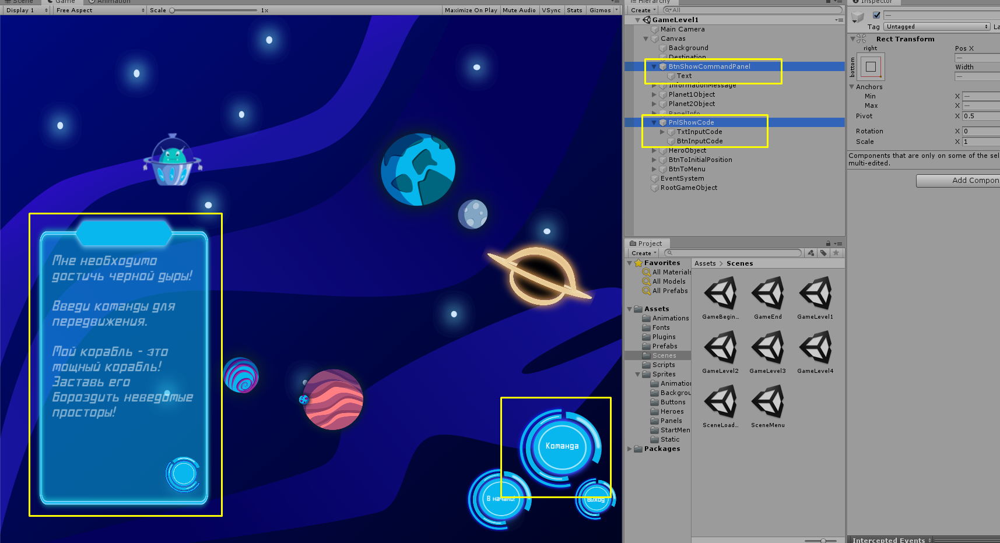 Scene
Game
Animation
Display 1
Free Aspect
Scale
1x
Maximize On Play
Mute Audio
VSync
Stats
Gizmos
Мне необходимо
достичь черной дыры!
Введи команды для
передвижения.
Мой корабль - это
мощный корабль!
Заставь его
бороздить неведомые
просторы!
Команда
В начало!
Выход
Hierarchy
Create
All
GameLevel1
Main Camera
Canvas
Background
Destination
BtnShowCommandPanel
Text
InformationMessage
Planet1Object
Planet2Object
PanelInfo
PnlShowCode
TxtInputCode
BtnInputCode
HeroObject
BtnToInitialPosition
BtnToMenu
EventSystem
RootGameObject
Project
Create
Favorites
All Materials
All Models
All Prefabs
Assets
Animations
Fonts
Plugins
Prefabs
Scenes
Scripts
Sprites
Animation
Backgrou
Buttons
Heroes
Panels
StartMen
Static
Packages
Assets > Scenes
GameBegin...
GameEnd
GameLevel1
GameLevel2
GameLevel3
GameLevel4
SceneLoad...
SceneMenu
Inspector
—
Tag
Untagged
La
Rect Transform
right
bottom
Pos X
—
Width
—
Anchors
Min
X
—
Max
X
—
Pivot
X
0.5
Rotation
X
0
Scale
X
1
Components that are only on some of the sel
multi-edited.
Add Compon
Intercepted Events